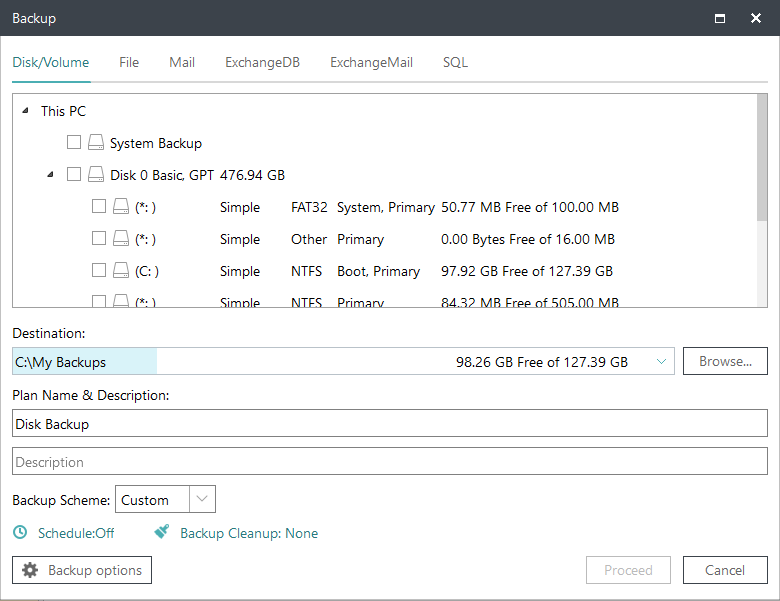 Backup
Disk/Volume File Mail ExchangeDB ExchangeMail SQL
This PC
System Backup
Disk 0 Basic, GPT 476.94 GB
(*: ) Simple FAT32 System, Primary 50.77 MB Free of 100.00 MB
(*: ) Simple Other Primary 0.00 Bytes Free of 16.00 MB
(C: ) Simple NTFS Boot, Primary 97.92 GB Free of 127.39 GB
(*: ) Simple NTFS Primary 84.32 MB Free of 505.00 MB
Destination:
C:\My Backups 98.26 GB Free of 127.39 GB Browse...
Plan Name & Description:
Disk Backup
Description
Backup Scheme: Custom
Schedule:Off Backup Cleanup: None
Backup options Proceed Cancel